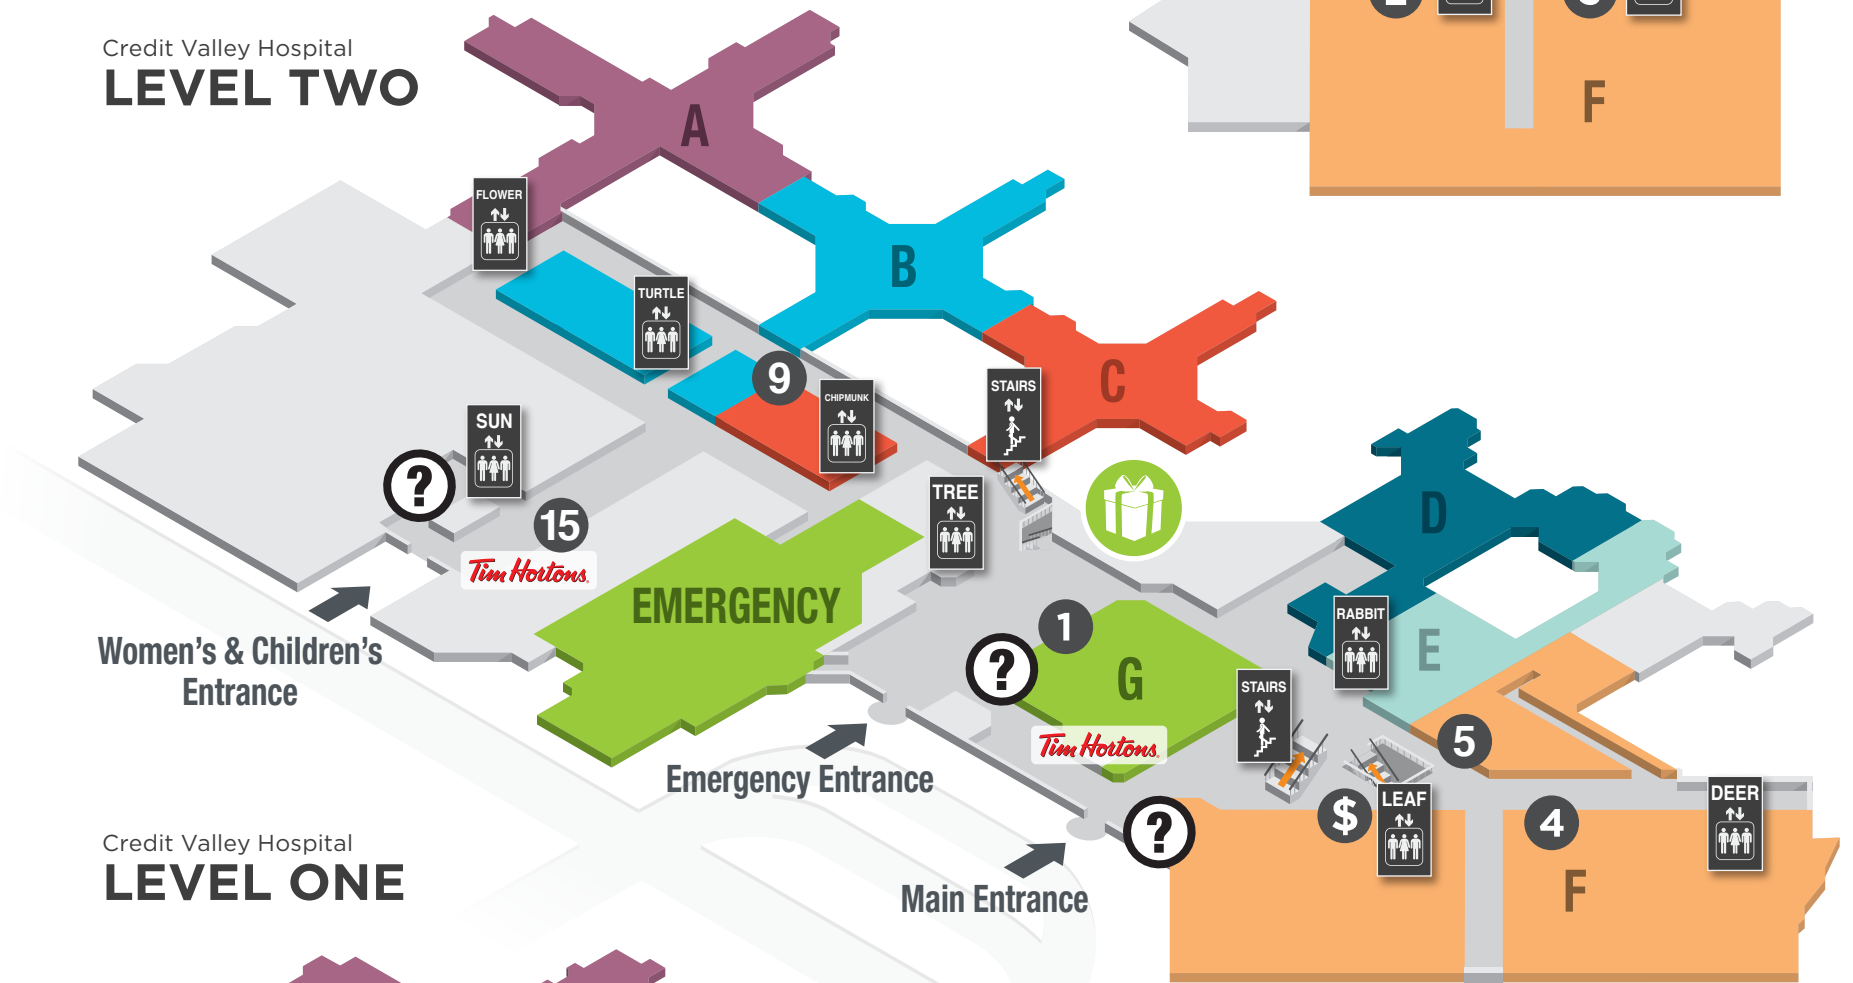 Credit Valley Hospital
LEVEL TWO
F
A
FLOWER
B
TURTLE
9
CHIPMUNK
STAIRS
C
SUN
?
15
Tim Hortons.
TREE
D
EMERGENCY
RABBIT
E
1
?
G
STAIRS
Women's & Children's
Entrance
Tim Hortons.
5
Emergency Entrance
?
$
LEAF
4
DEER
Main Entrance
F
Credit Valley Hospital
LEVEL ONE